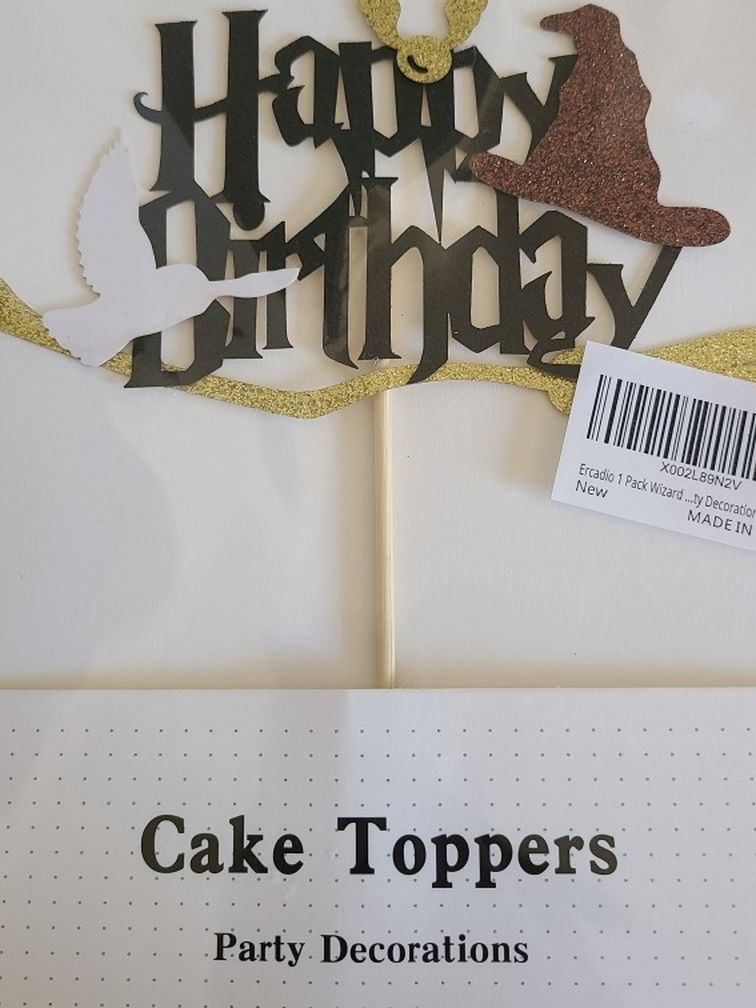 Happy
Birthday
X002L89N2V
Ercadio 1 Pack Wizard ...ty Decoration
New
MADE IN
Cake Toppers
Party Decorations